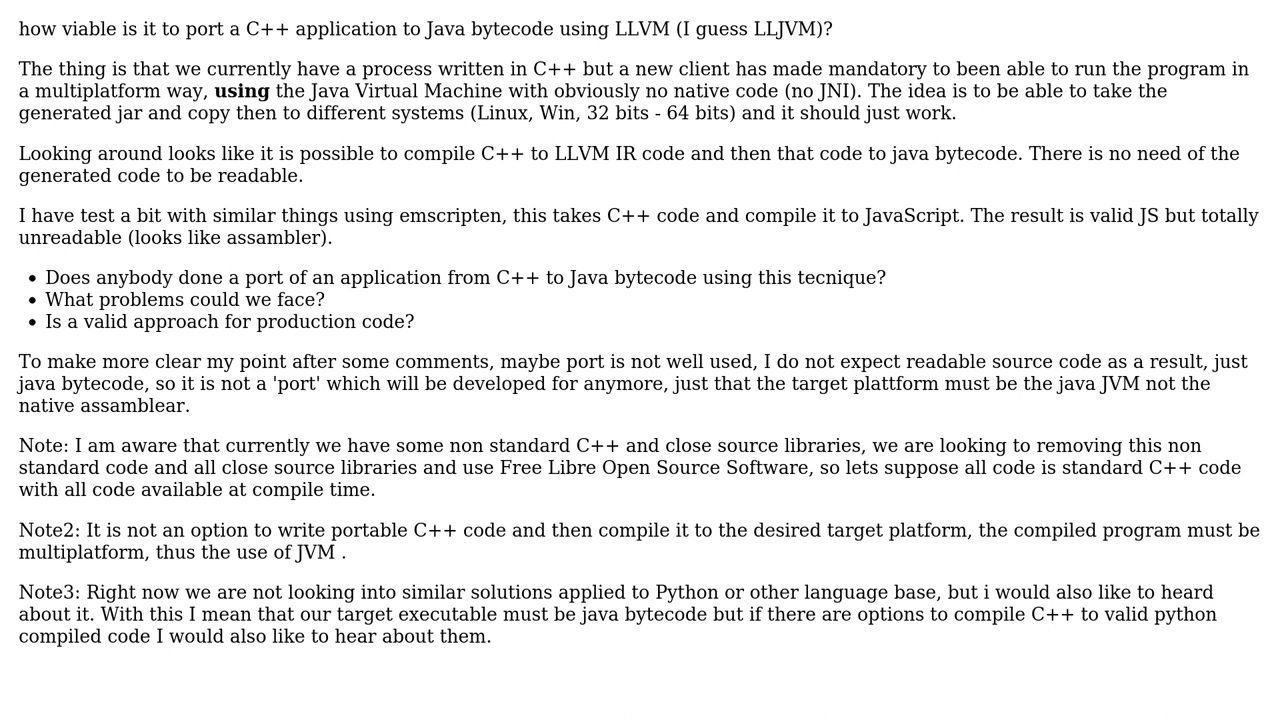 how viable is it to port a C++ application to Java bytecode using LLVM (I guess LLJVM)?
The thing is that we currently have a process written in C++ but a new client has made mandatory to been able to run the program in
a multiplatform way, using the Java Virtual Machine with obviously no native code (no JNI). The idea is to be able to take the
generated jar and copy then to different systems (Linux, Win, 32 bits - 64 bits) and it should just work.
Looking around looks like it is possible to compile C++ to LLVM IR code and then that code to java bytecode. There is no need of the
generated code to be readable.
I have test a bit with similar things using emscripten, this takes C++ code and compile it to JavaScript. The result is valid JS but totally
unreadable (looks like assambler).
• Does anybody done a port of an application from C++ to Java bytecode using this tecnique?
• What problems could we face?
• Is a valid approach for production code?
To make more clear my point after some comments, maybe port is not well used, I do not expect readable source code as a result, just
java bytecode, so it is not a 'port' which will be developed for anymore, just that the target plattform must be the java JVM not the
native assamblear.
Note: I am aware that currently we have some non standard C++ and close source libraries, we are looking to removing this non
standard code and all close source libraries and use Free Libre Open Source Software, so lets suppose all code is standard C++ code
with all code available at compile time.
Note2: It is not an option to write portable C++ code and then compile it to the desired target platform, the compiled program must be
multiplatform, thus the use of JVM .
Note3: Right now we are not looking into similar solutions applied to Python or other language base, but i would also like to heard
about it. With this I mean that our target executable must be java bytecode but if there are options to compile C++ to valid python
compiled code I would also like to hear about them.